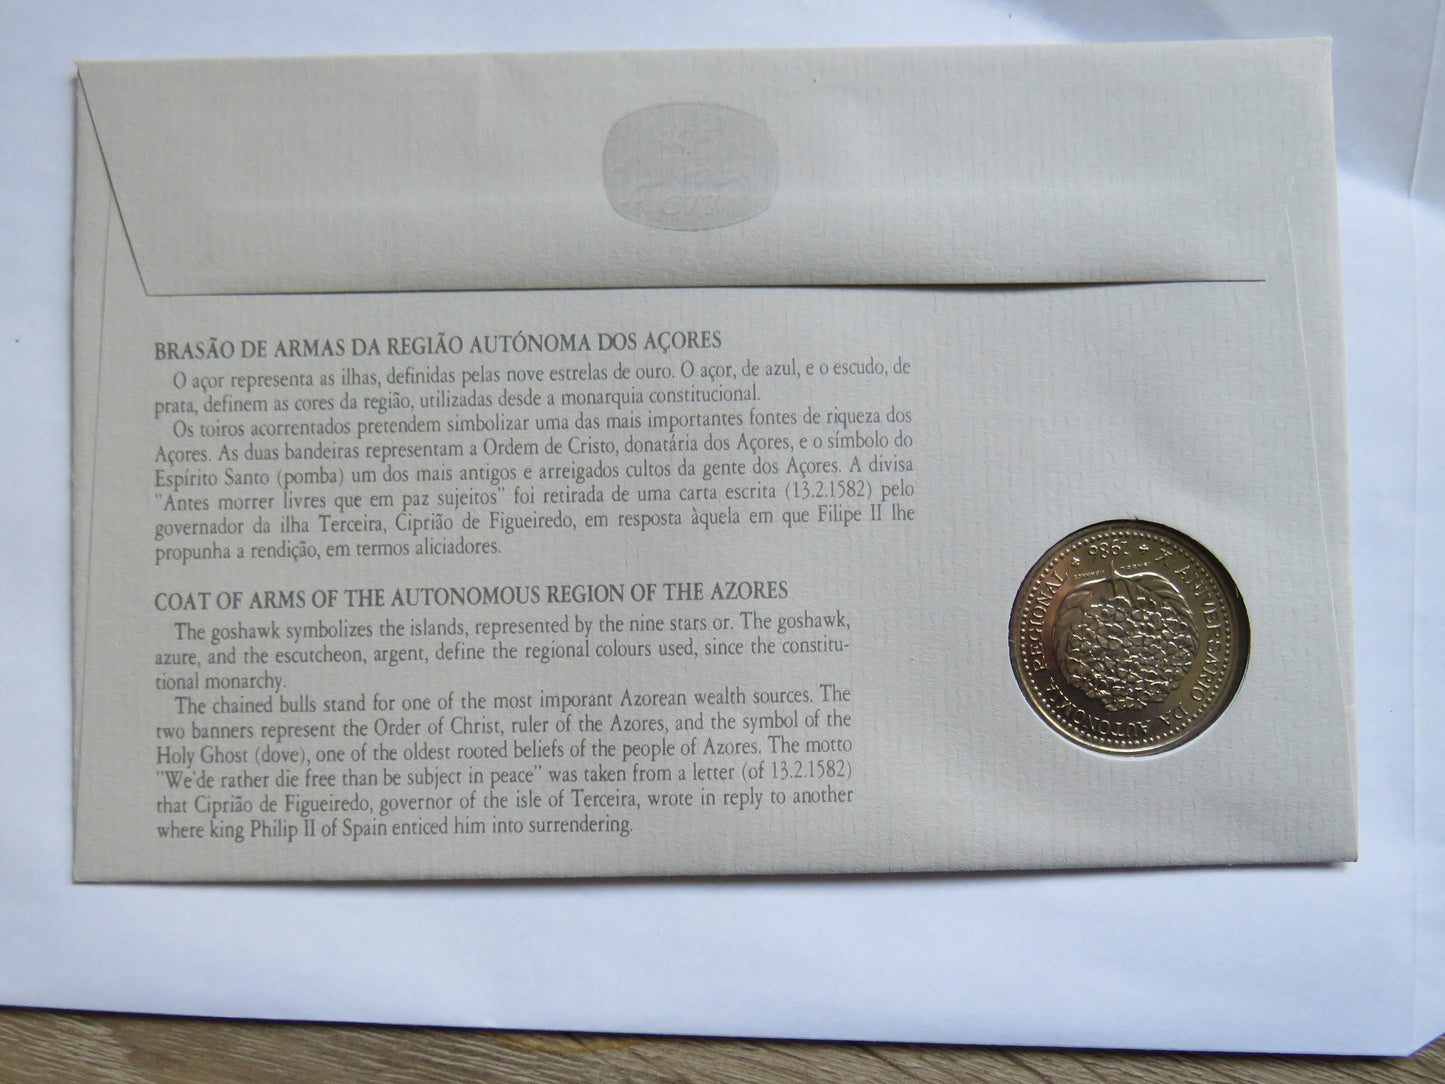 CTT
BRASÃO DE ARMAS DA REGIÃO AUTÓNOMA DOS AÇORES
O açor representa as ilhas, definidas pelas nove estrelas de ouro. O açor, de azul, e o escudo, de
prata, definem as cores da região, utilizadas desde a monarquia constitucional.
Os toiros acorrentados pretendem simbolizar uma das mais importantes fontes de riqueza dos
Açores. As duas bandeiras representam a Ordem de Cristo, donatária dos Açores, e o símbolo do
Espírito Santo (pomba) um dos mais antigos e arreigados cultos da gente dos Açores. A divisa
"Antes morrer livres que em paz sujeitos" foi retirada de uma carta escrita (13.2.1582) pelo
governador da ilha Terceira, Ciprião de Figueiredo, em resposta àquela em que Filipe II lhe
propunha a rendição, em termos aliciadores.
COAT OF ARMS OF THE AUTONOMOUS REGION OF THE AZORES
The goshawk symbolizes the islands, represented by the nine stars or. The goshawk,
azure, and the escutcheon, argent, define the regional colours used, since the constitu-
tional monarchy.
The chained bulls stand for one of the most imporant Azorean wealth sources. The
two banners represent the Order of Christ, ruler of the Azores, and the symbol of the
Holy Ghost (dove), one of the oldest rooted beliefs of the people of Azores. The motto
"We'de rather die free than be subject in peace" was taken from a letter (of 13.2.1582)
that Ciprião de Figueiredo, governor of the isle of Terceira, wrote in reply to another
where king Philip II of Spain enticed him into surrendering.
X ANIVERSÁRIO DA AUTONOMIA REGIONAL
1986